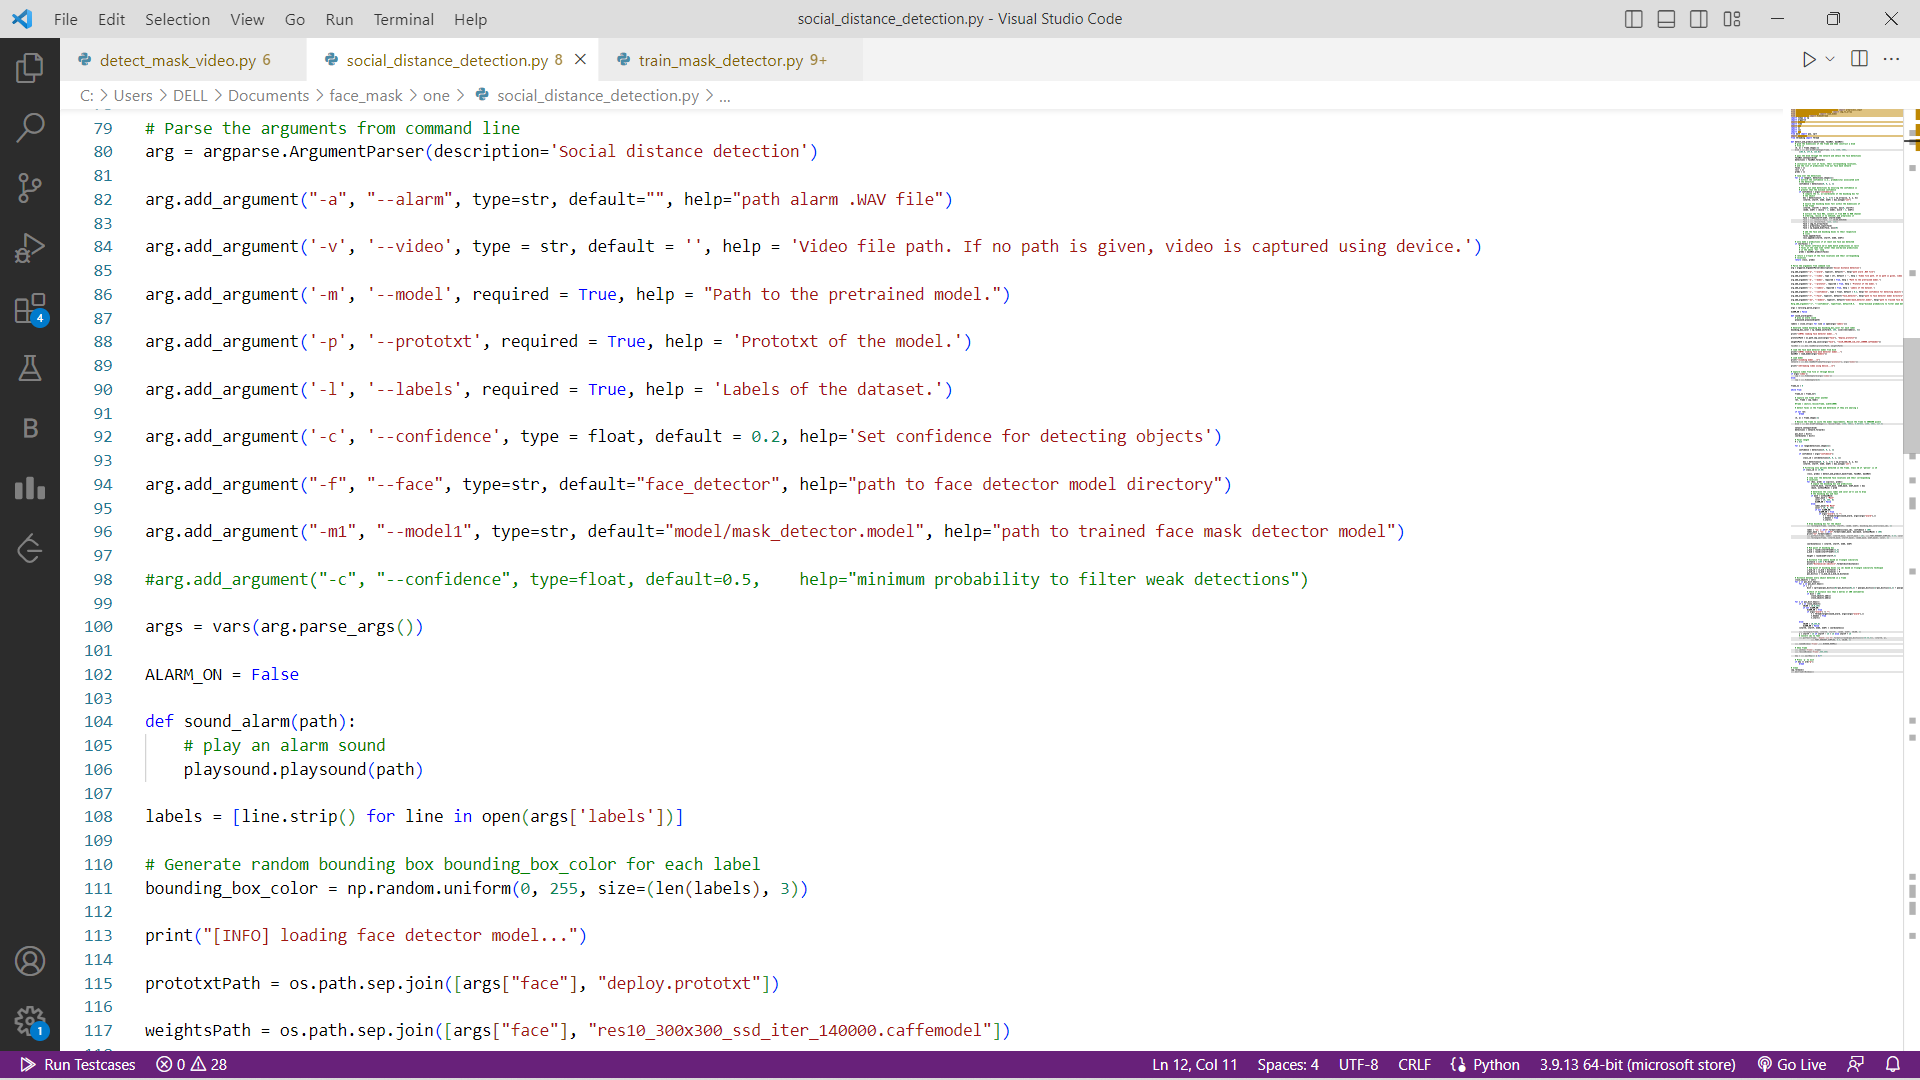 File Edit Selection View Go Run Terminal Help
social_distance_detection.py - Visual Studio Code
detect_mask_video.py 6
social_distance_detection.py 8
train_mask_detector.py 9+
C: > Users > DELL > Documents > face_mask > one > social_distance_detection.py > ...
79 # Parse the arguments from command line
80 arg = argparse.ArgumentParser(description='Social distance detection')
81
82 arg.add_argument("-a", "--alarm", type=str, default="", help="path alarm .WAV file")
83
84 arg.add_argument('-v', '--video', type = str, default = '', help = 'Video file path. If no path is given, video is captured using device.')
85
86 arg.add_argument('-m', '--model', required = True, help = "Path to the pretrained model.")
87
88 arg.add_argument('-p', '--prototxt', required = True, help = 'Prototxt of the model.')
89
90 arg.add_argument('-l', '--labels', required = True, help = 'Labels of the dataset.')
91
92 arg.add_argument('-c', '--confidence', type = float, default = 0.2, help='Set confidence for detecting objects')
93
94 arg.add_argument("-f", "--face", type=str, default="face_detector", help="path to face detector model directory")
95
96 arg.add_argument("-m1", "--model1", type=str, default="model/mask_detector.model", help="path to trained face mask detector model")
97
98 #arg.add_argument("-c", "--confidence", type=float, default=0.5,    help="minimum probability to filter weak detections")
99
100 args = vars(arg.parse_args())
101
102 ALARM_ON = False
103
104 def sound_alarm(path):
105     # play an alarm sound
106     playsound.playsound(path)
107
108 labels = [line.strip() for line in open(args['labels'])]
109
110 # Generate random bounding box bounding_box_color for each label
111 bounding_box_color = np.random.uniform(0, 255, size=(len(labels), 3))
112
113 print("[INFO] loading face detector model...")
114
115 prototxtPath = os.path.sep.join([args["face"], "deploy.prototxt"])
116
117 weightsPath = os.path.sep.join([args["face"], "res10_300x300_ssd_iter_140000.caffemodel"])
4
B
1
Run Testcases 0 28
Ln 12, Col 11 Spaces: 4 UTF-8 CRLF Python 3.9.13 64-bit (microsoft store) Go Live